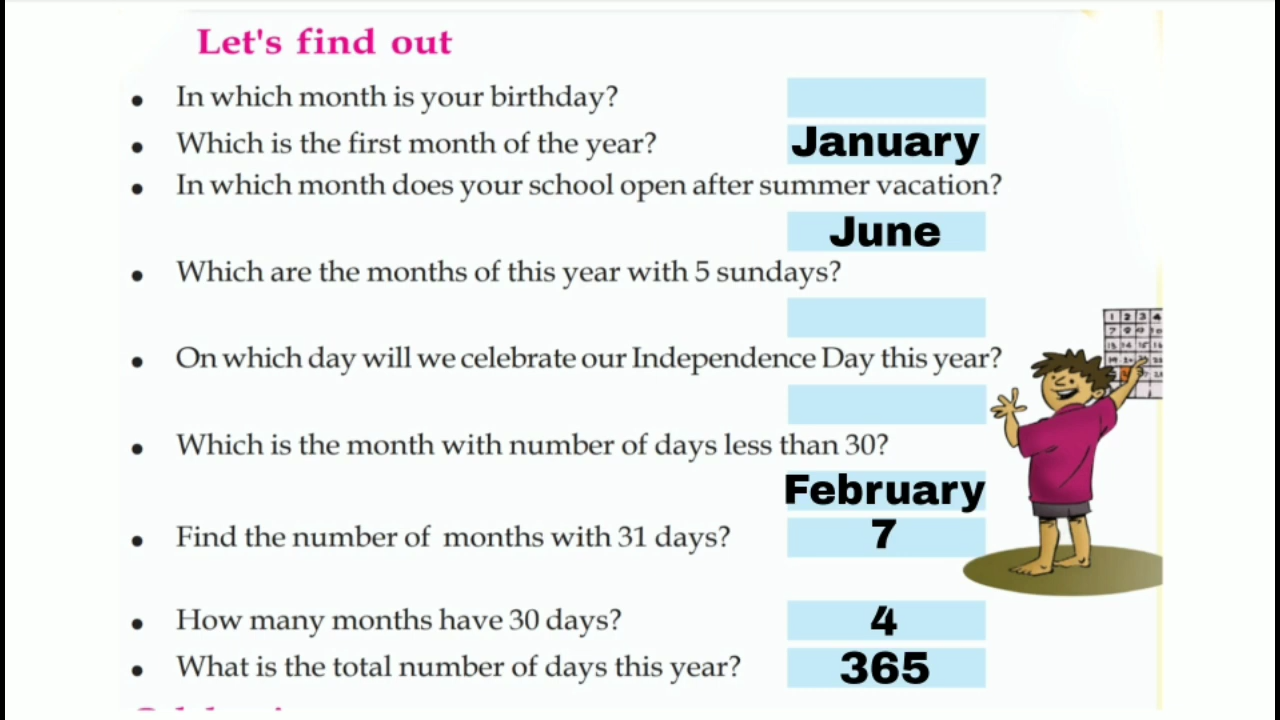 Let's find out
• In which month is your birthday?
• Which is the first month of the year? January
• In which month does your school open after summer vacation?
June
• Which are the months of this year with 5 sundays?
• On which day will we celebrate our Independence Day this year?
• Which is the month with number of days less than 30?
February
• Find the number of months with 31 days? 7
• How many months have 30 days? 4
• What is the total number of days this year? 365